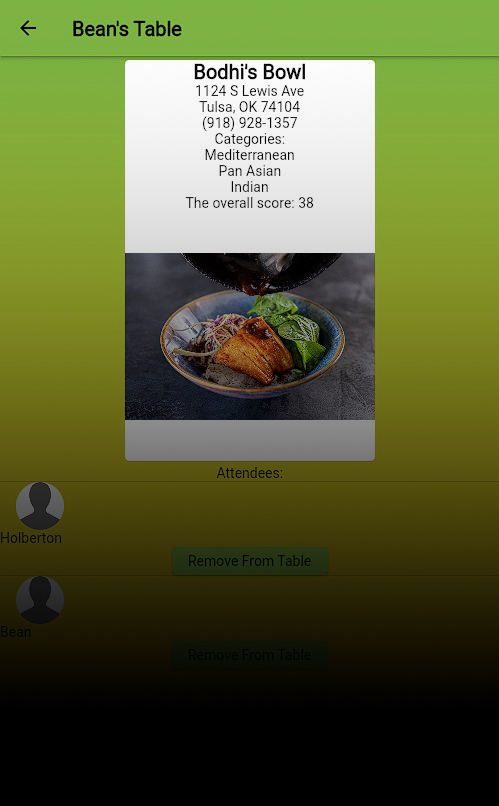 Bean's Table
Bodhi's Bowl
1124 S Lewis Ave
Tulsa, OK 74104
(918) 928-1357
Categories:
Mediterranean
Pan Asian
Indian
The overall score: 38
Attendees:
Holberton
Remove From Table
Bean
Remove From Table